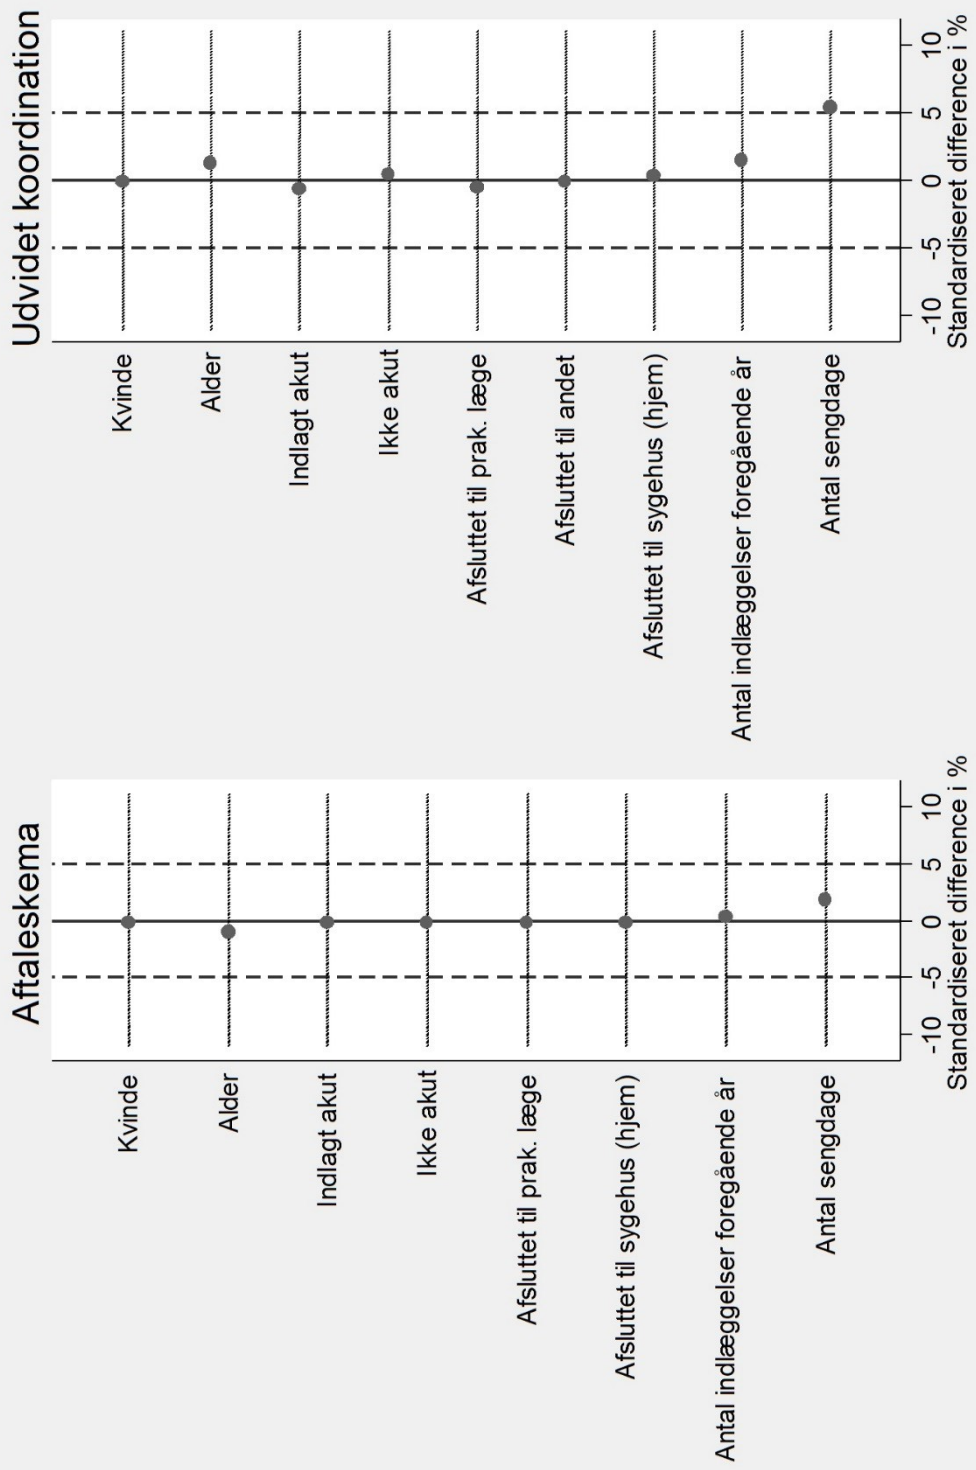 Aftaleskema
Kvinde
Alder
Indlagt akut
Ikke akut
Afsluttet til prak. læge
Afsluttet til sygehus (hjem)
Antal indlæggelser foregående år
Antal sengdage
-10 -5 0 5 10
Standardiseret difference i %
Udvidet koordination
Kvinde
Alder
Indlagt akut
Ikke akut
Afsluttet til prak. læge
Afsluttet til andet
Afsluttet til sygehus (hjem)
Antal indlæggelser foregående år
Antal sengdage
-10 -5 0 5 10
Standardiseret difference i %